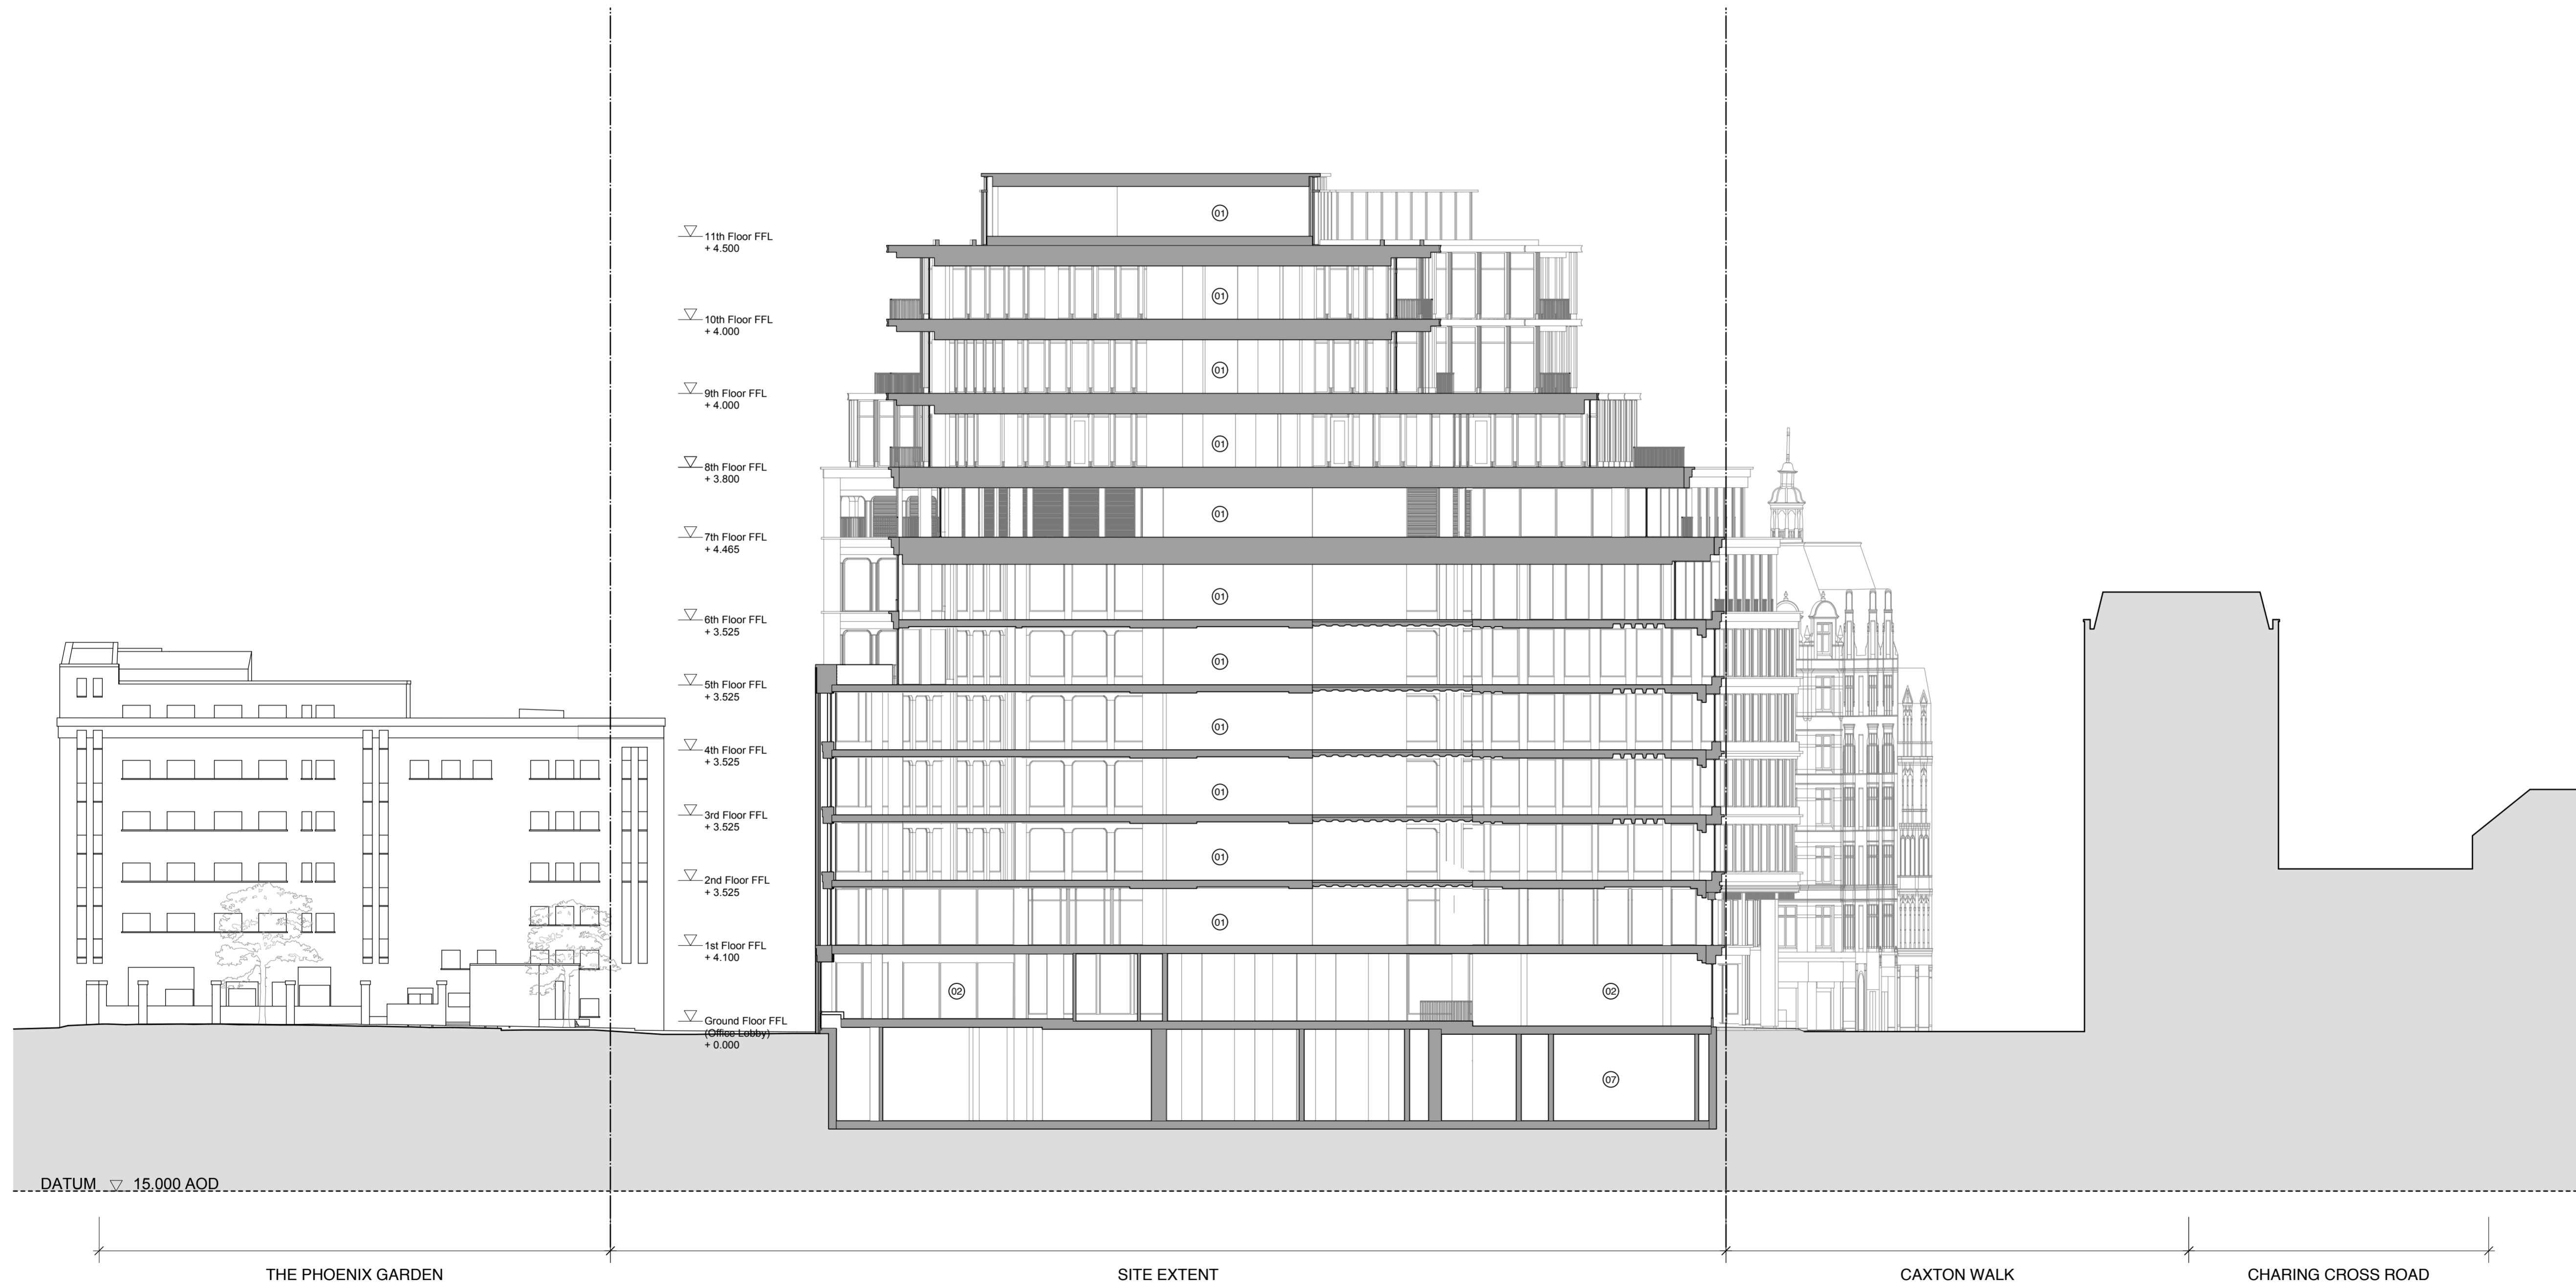 01
11th Floor FFL
+ 4.500
01
10th Floor FFL
+ 4.000
01
9th Floor FFL
+ 4.000
01
8th Floor FFL
+ 3.800
01
7th Floor FFL
+ 4.465
01
6th Floor FFL
+ 3.525
01
5th Floor FFL
+ 3.525
01
4th Floor FFL
+ 3.525
01
3rd Floor FFL
+ 3.525
01
2nd Floor FFL
+ 3.525
01
1st Floor FFL
+ 4.100
02
02
Ground Floor FFL
(Office Lobby)
+ 0.000
07
DATUM 15.000 AOD
THE PHOENIX GARDEN
SITE EXTENT
CAXTON WALK
CHARING CROSS ROAD